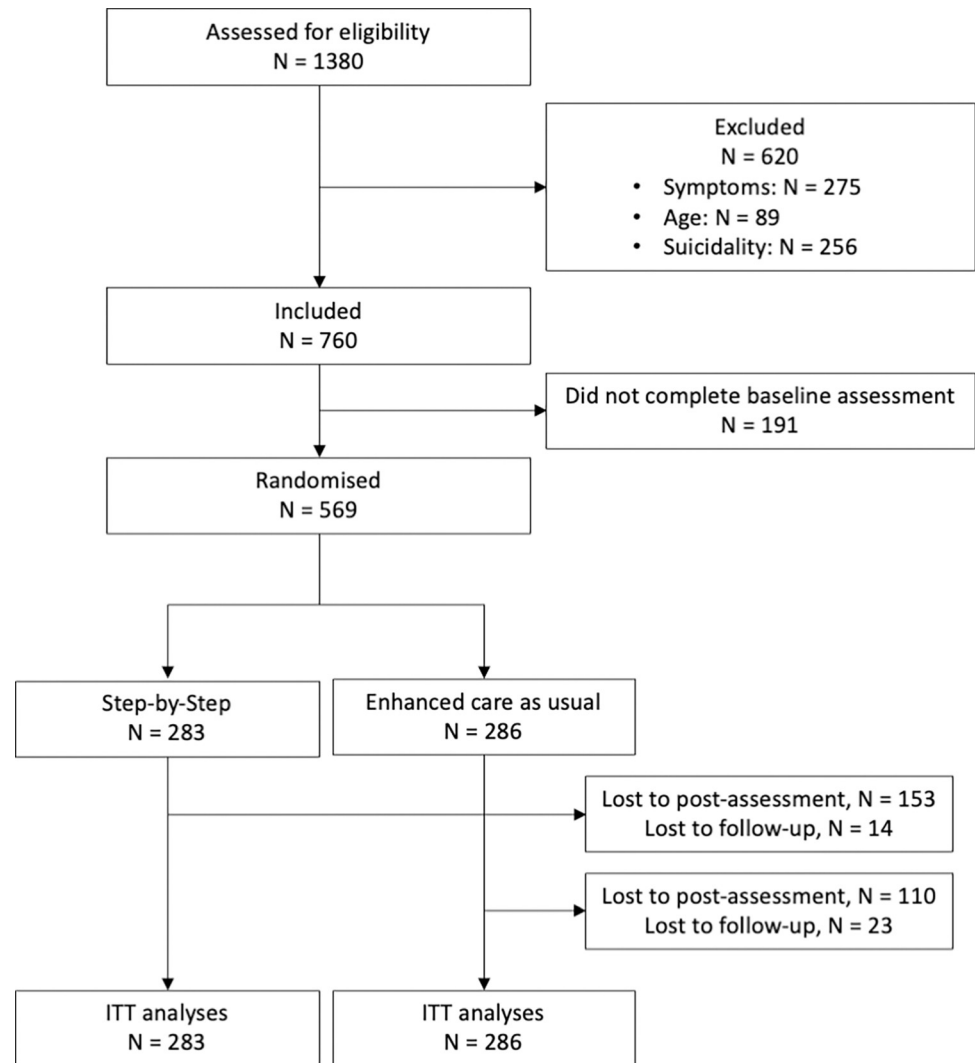 Assessed for eligibility
N = 1380
Excluded
N = 620
• Symptoms: N = 275
• Age: N = 89
• Suicidality: N = 256
Included
N = 760
Did not complete baseline assessment
N = 191
Randomised
N = 569
Step-by-Step
N = 283
Enhanced care as usual
N = 286
Lost to post-assessment, N = 153
Lost to follow-up, N = 14
Lost to post-assessment, N = 110
Lost to follow-up, N = 23
ITT analyses
N = 283
ITT analyses
N = 286